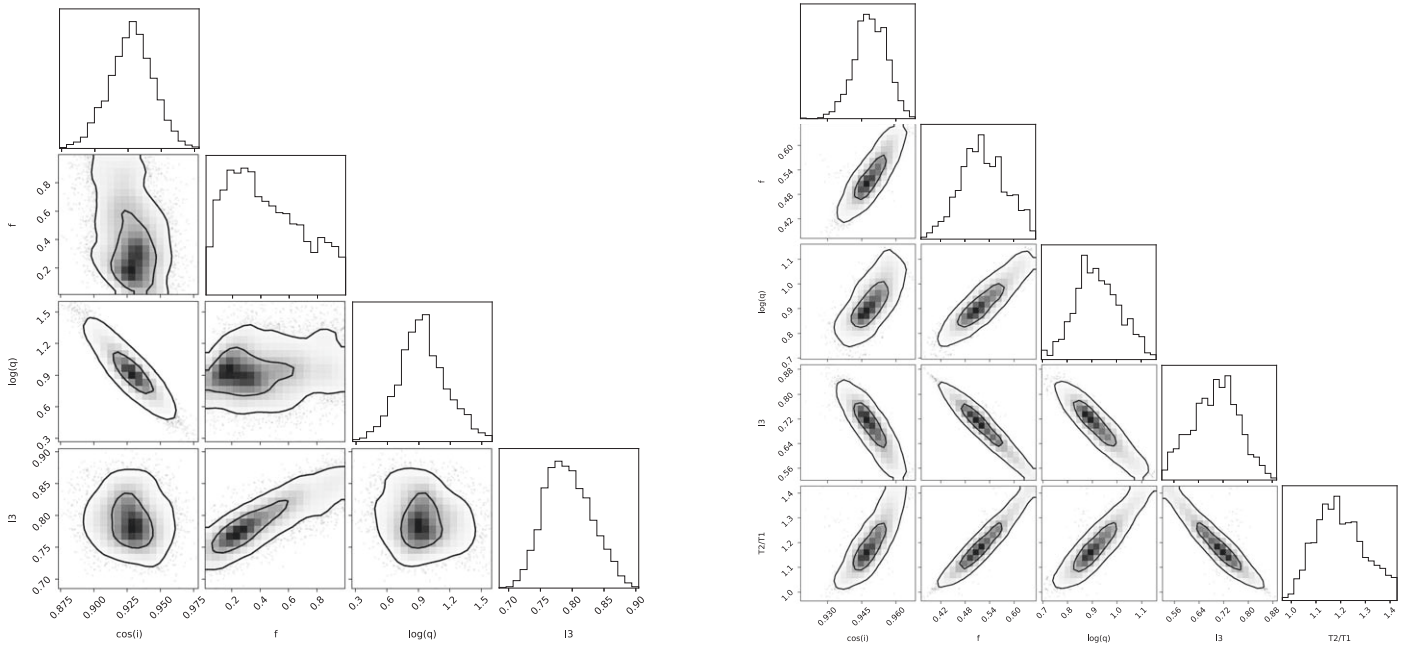 f
0.8
0.6
0.4
0.2
log(q)
1.5
1.2
0.9
0.6
0.3
l3
0.90
0.85
0.80
0.75
0.70
0.875 0.900 0.925 0.950 0.975
0.2 0.4 0.6 0.8
0.3 0.6 0.9 1.2 1.5
0.70 0.75 0.80 0.85 0.90
cos(i) f log(q) l3
f
0.60
0.54
0.48
0.42
log(q)
1.1
1.0
0.9
0.8
0.7
l3
0.88
0.80
0.72
0.64
0.56
T2/T1
1.4
1.3
1.2
1.1
1.0
0.930 0.945 0.960
0.42 0.48 0.54 0.60
0.7 0.8 0.9 1.0 1.1
0.56 0.64 0.72 0.80 0.88
1.0 1.1 1.2 1.3 1.4
cos(i) f log(q) l3 T2/T1